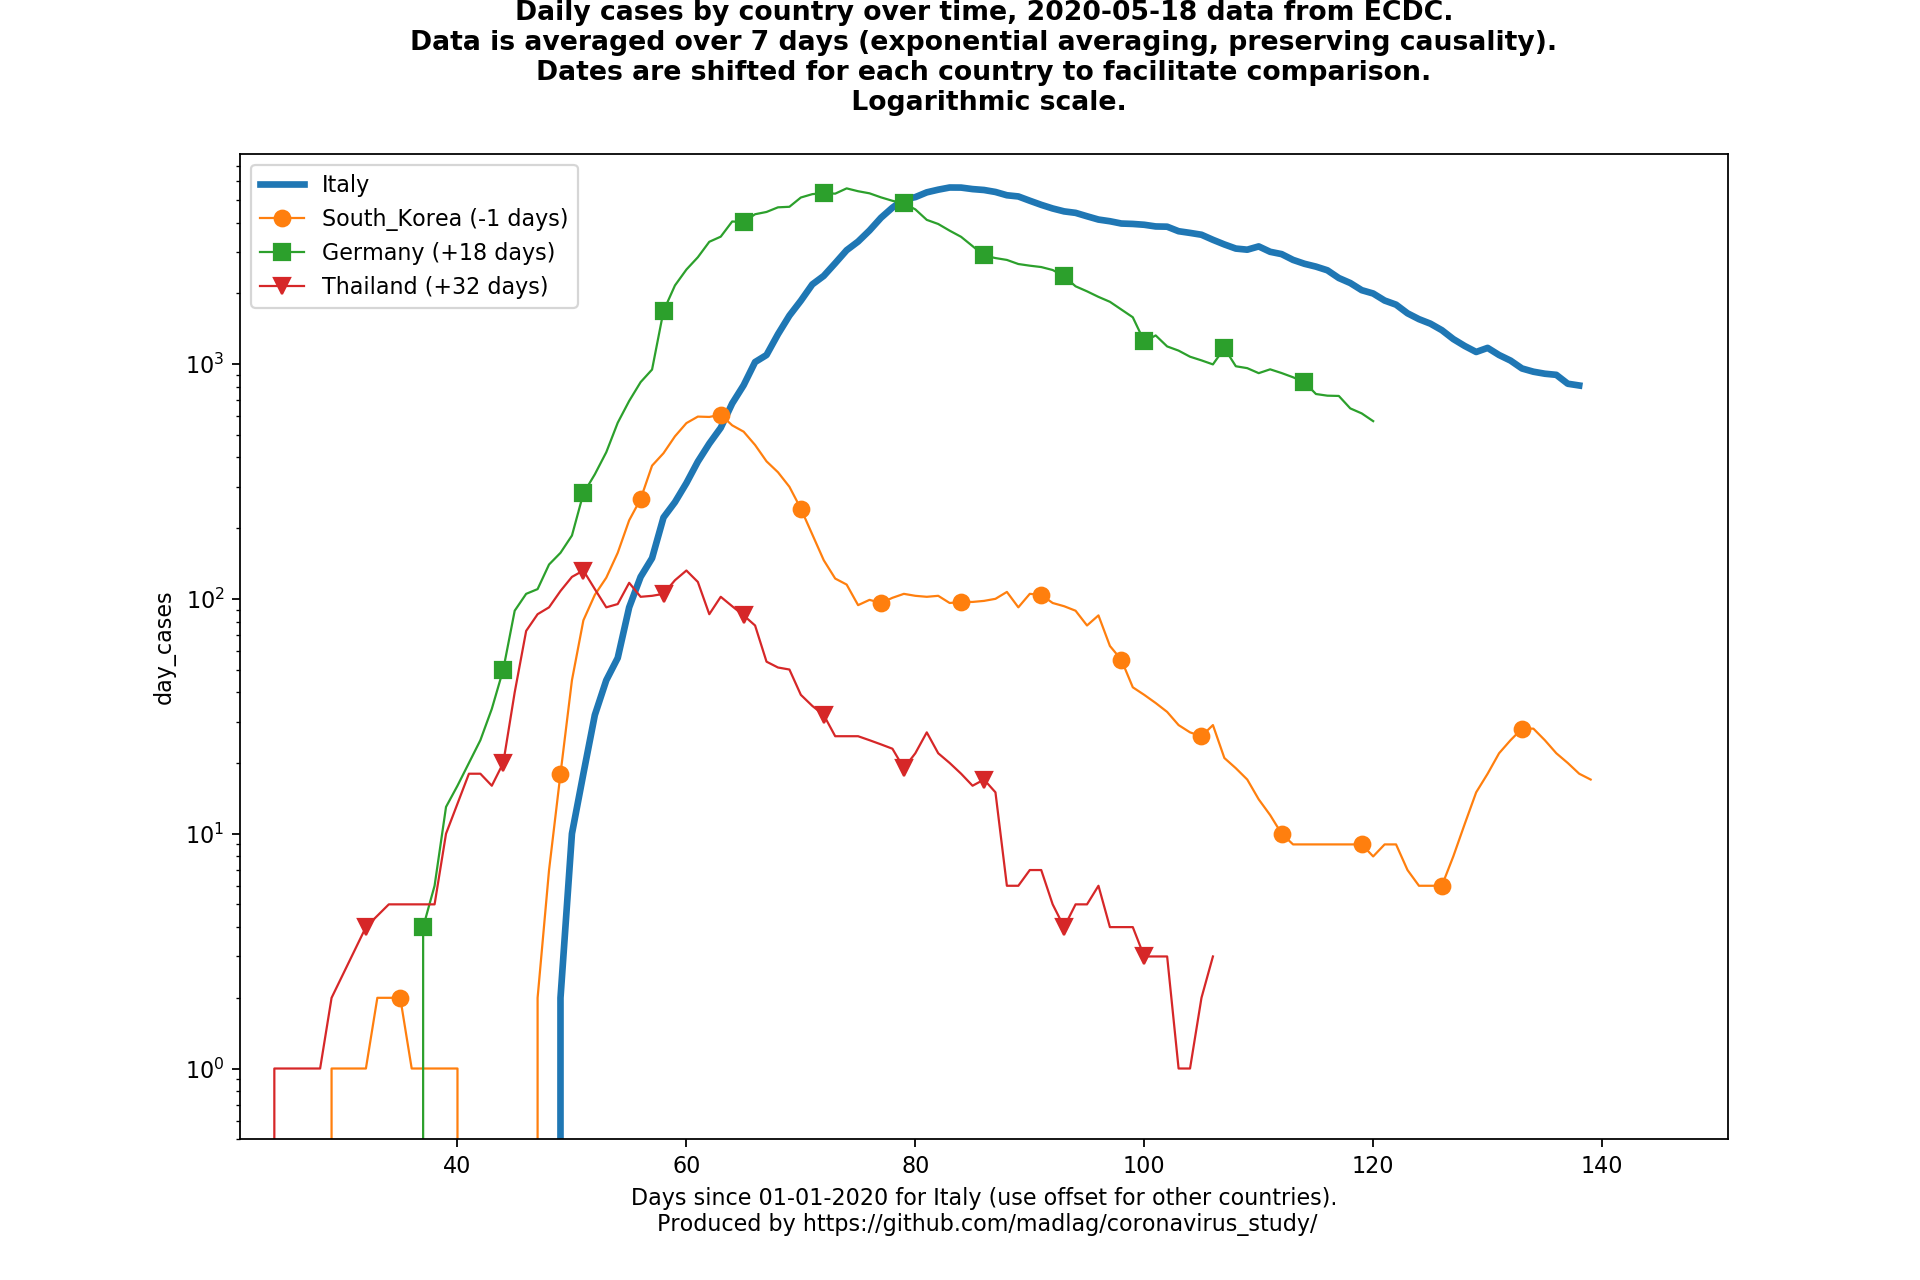 Daily cases by country over time, 2020-05-18 data from ECDC.
Data is averaged over 7 days (exponential averaging, preserving causality).
Dates are shifted for each country to facilitate comparison.
Logarithmic scale.
Italy
South_Korea (-1 days)
Germany (+18 days)
Thailand (+32 days)
day_cases
10³
10²
10¹
10⁰
40 60 80 100 120 140
Days since 01-01-2020 for Italy (use offset for other countries).
Produced by https://github.com/madlag/coronavirus_study/